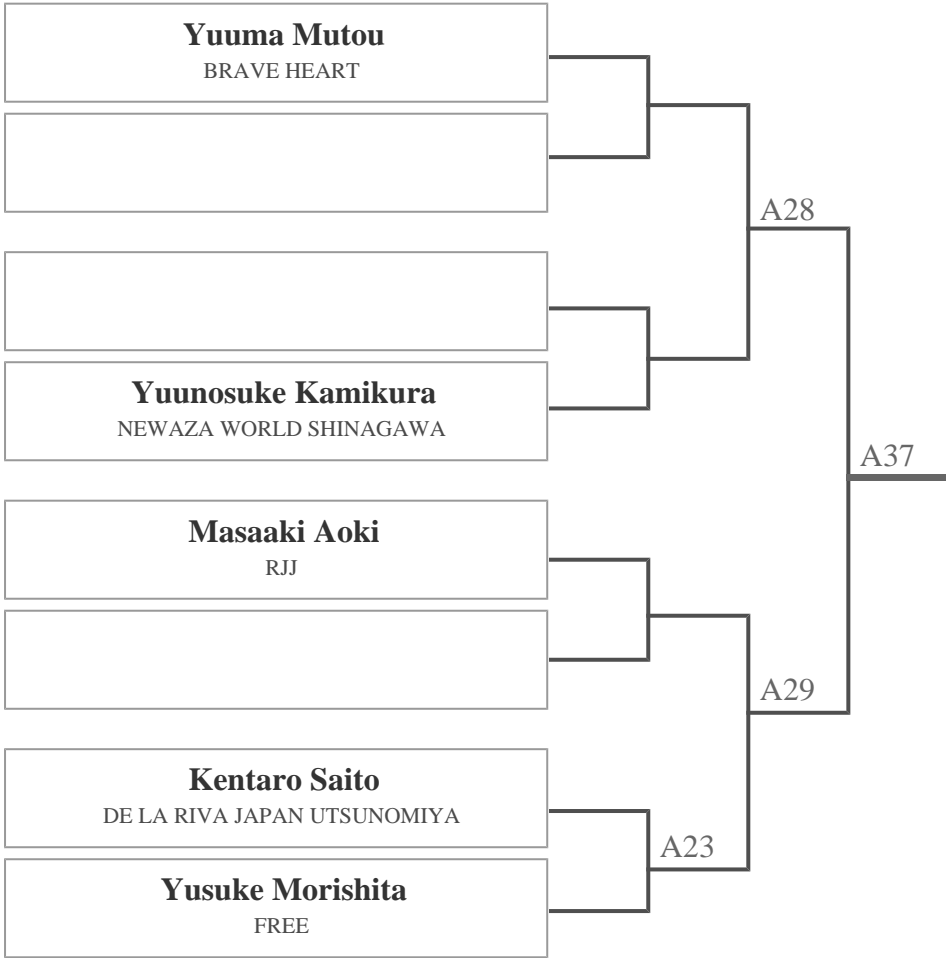 Yuuma Mutou
BRAVE HEART
A28
Yuunosuke Kamikura
NEWAZA WORLD SHINAGAWA
A37
Masaaki Aoki
RJJ
A29
Kentaro Saito
DE LA RIVA JAPAN UTSUNOMIYA
A23
Yusuke Morishita
FREE